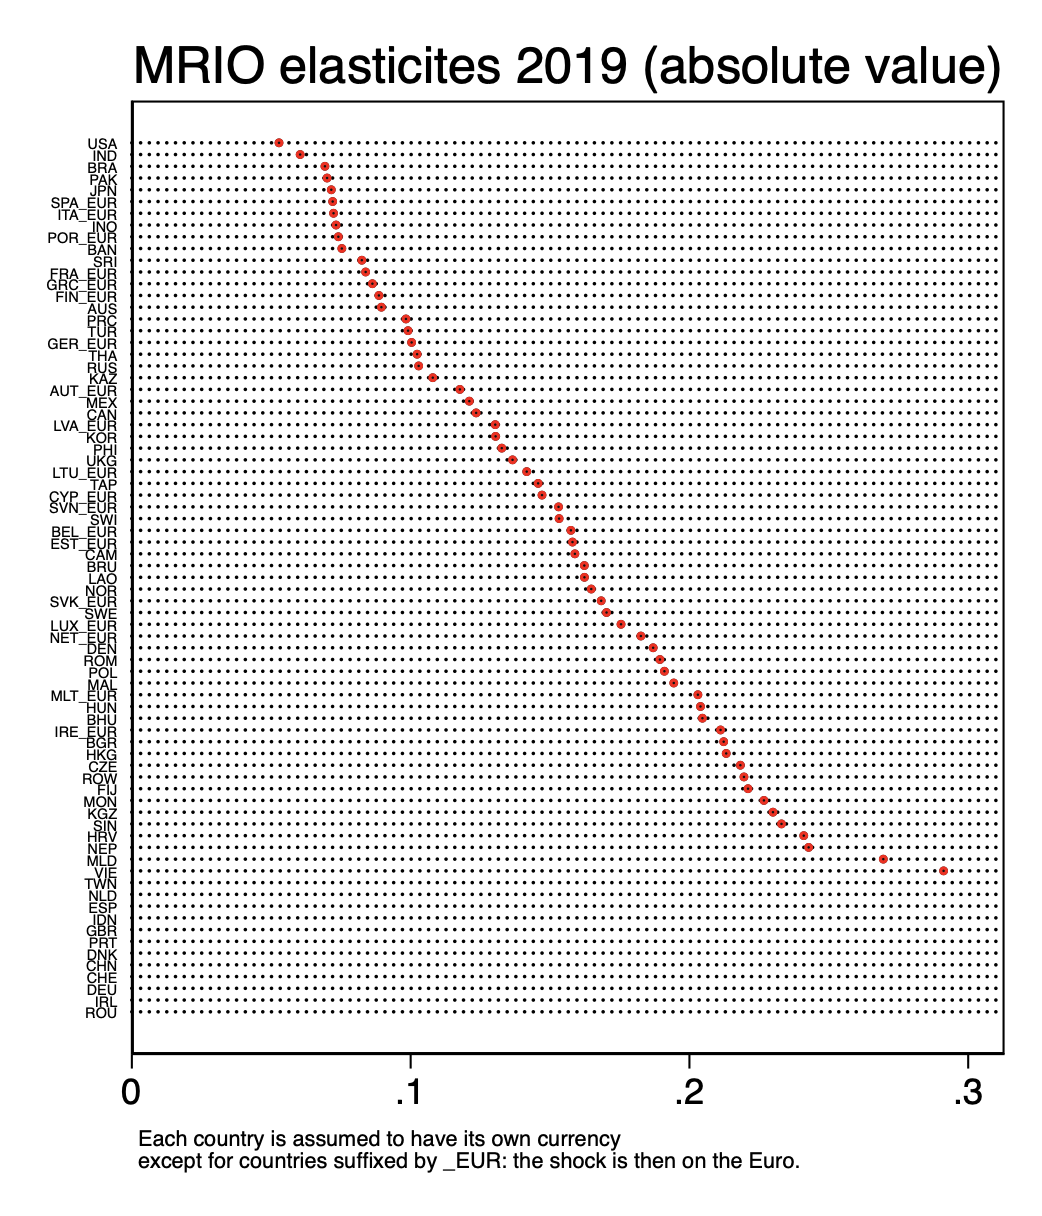 MRIO elasticites 2019 (absolute value)
USA
IND
BRA
PAK
JPN
SPA_EUR
ITA_EUR
INO
POR_EUR
BAN
SRI
FRA_EUR
GRC_EUR
FIN_EUR
AUS
PRC
TUR
GER_EUR
THA
RUS
KAZ
AUT_EUR
MEX
CAN
LVA_EUR
KOR
PHI
UKG
LTU_EUR
TAP
CYP_EUR
SVN_EUR
SWI
BEL_EUR
EST_EUR
CAM
BRU
LAO
NOR
SVK_EUR
SWE
LUX_EUR
NET_EUR
DEN
ROM
POL
MAL
MLT_EUR
HUN
BHU
IRE_EUR
BGR
HKG
CZE
ROW
FIJ
MON
KGZ
SIN
HRV
NEP
MLD
VIE
TWN
NLD
ESP
IDN
GBR
PRT
DNK
CHN
CHE
DEU
IRL
ROU
0 .1 .2 .3
Each country is assumed to have its own currency
except for countries suffixed by _EUR: the shock is then on the Euro.